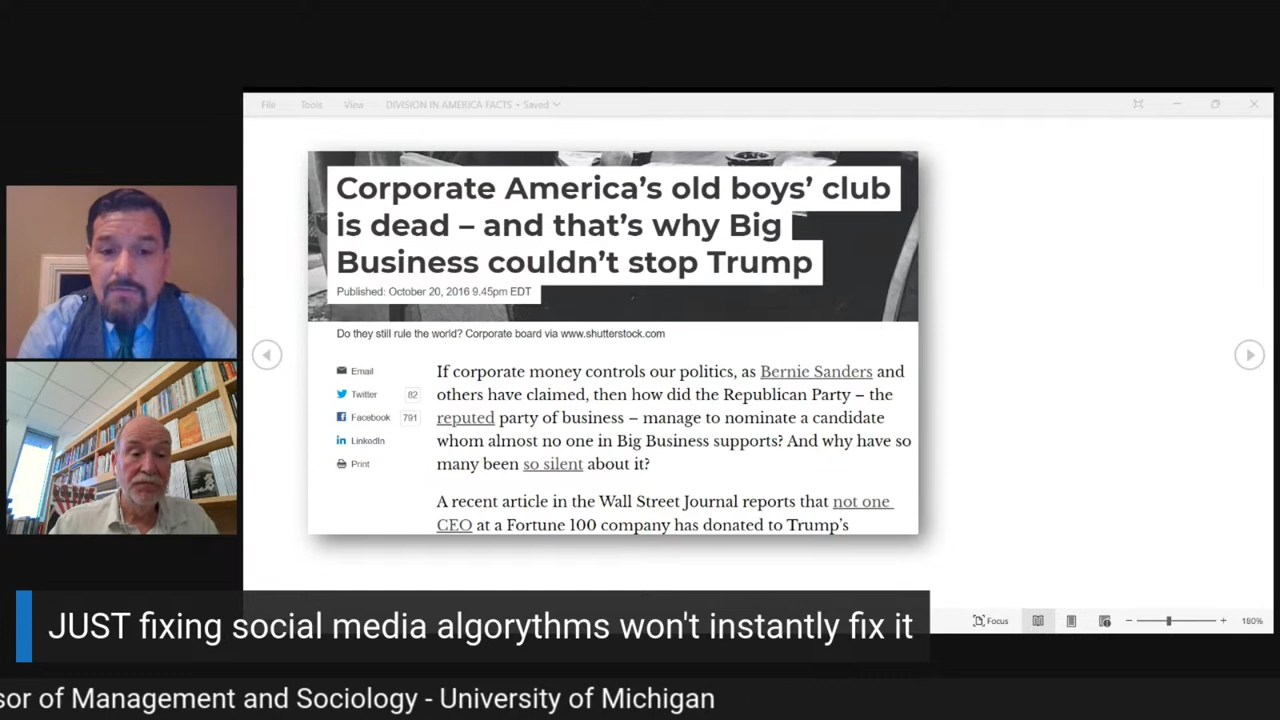 File Tools View DIVISION IN AMERICA FACTS • Saved
Corporate America's old boys' club
is dead – and that's why Big
Business couldn't stop Trump
Published: October 20, 2016 9.45pm EDT
Do they still rule the world? Corporate board via www.shutterstock.com
Email
Twitter 82
Facebook 791
LinkedIn
Print
If corporate money controls our politics, as Bernie Sanders and
others have claimed, then how did the Republican Party – the
reputed party of business – manage to nominate a candidate
whom almost no one in Big Business supports? And why have so
many been so silent about it?
A recent article in the Wall Street Journal reports that not one
CEO at a Fortune 100 company has donated to Trump's
Focus
180%
JUST fixing social media algorythms won't instantly fix it
sor of Management and Sociology - University of Michigan